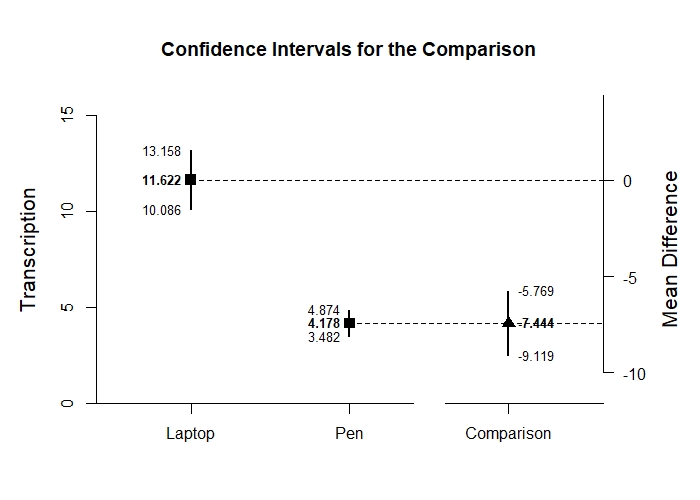 Confidence Intervals for the Comparison
Transcription
15
10
5
0
13.158
11.622
10.086
4.874
4.178
3.482
-5.769
-7.444
-9.119
0
-5
-10
Mean Difference
Laptop
Pen
Comparison